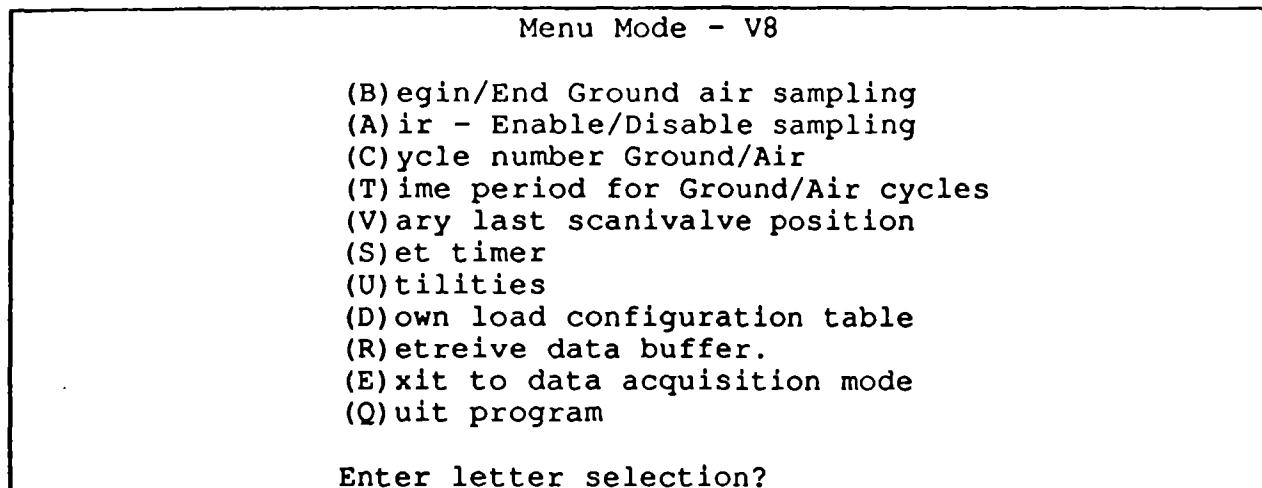 Menu Mode - V8
(B)egin/End Ground air sampling
(A)ir - Enable/Disable sampling
(C)ycle number Ground/Air
(T)ime period for Ground/Air cycles
(V)ary last scanivalve position
(S)et timer
(U)tilities
(D)own load configuration table
(R)etreive data buffer.
(E)xit to data acquisition mode
(Q)uit program
Enter letter selection?